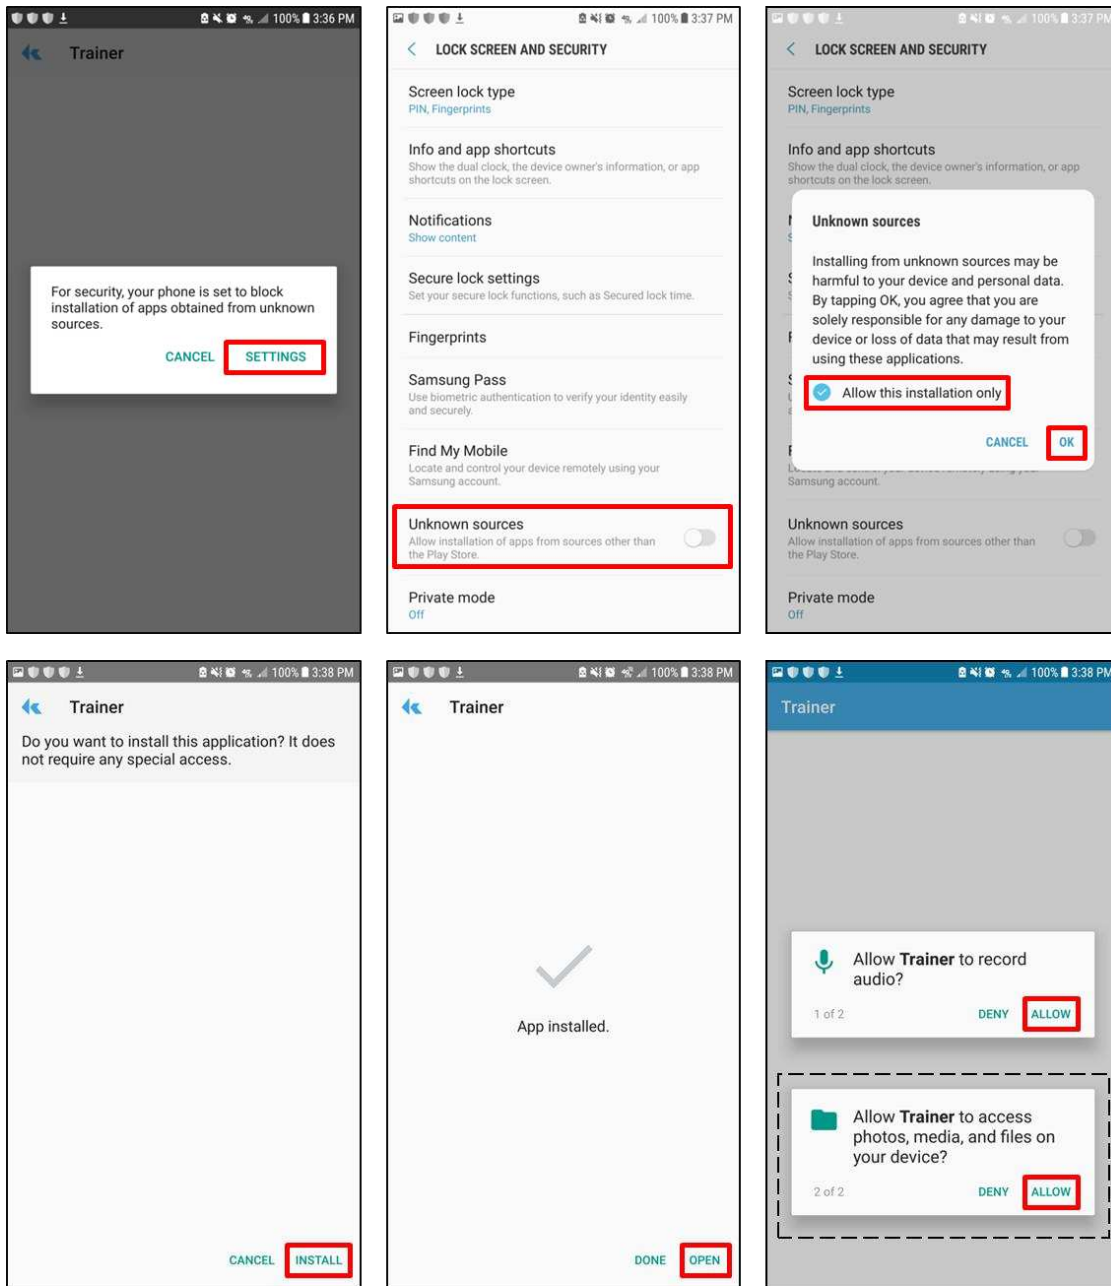 100% 3:36 PM
Trainer
For security, your phone is set to block
installation of apps obtained from unknown
sources.
CANCEL SETTINGS
100% 3:37 PM
LOCK SCREEN AND SECURITY
Screen lock type
PIN, Fingerprints
Info and app shortcuts
Show the dual clock, the device owner's information, or app
shortcuts on the lock screen.
Notifications
Show content
Secure lock settings
Set your secure lock functions, such as Secured lock time.
Fingerprints
Samsung Pass
Use biometric authentication to verify your identity easily
and securely.
Find My Mobile
Locate and control your device remotely using your
Samsung account.
Unknown sources
Allow installation of apps from sources other than
the Play Store.
Private mode
Off
100% 3:37 PM
LOCK SCREEN AND SECURITY
Screen lock type
PIN, Fingerprints
Info and app shortcuts
Show the dual clock, the device owner's information, or app
shortcuts on the lock screen.
Unknown sources
Installing from unknown sources may be
harmful to your device and personal data.
By tapping OK, you agree that you are
solely responsible for any damage to your
device or loss of data that may result from
using these applications.
Allow this installation only
CANCEL OK
Samsung account.
Unknown sources
Allow installation of apps from sources other than
the Play Store.
Private mode
Off
100% 3:38 PM
Trainer
Do you want to install this application? It does
not require any special access.
CANCEL INSTALL
100% 3:38 PM
Trainer
App installed.
DONE OPEN
100% 3:38 PM
Trainer
Allow Trainer to record
audio?
1 of 2 DENY ALLOW
Allow Trainer to access
photos, media, and files on
your device?
2 of 2 DENY ALLOW